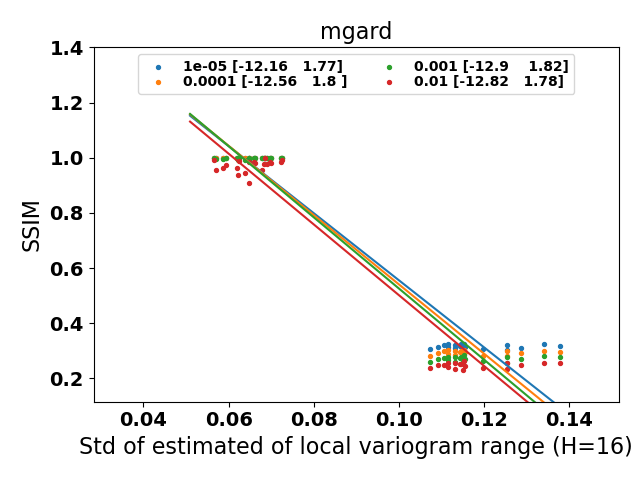 mgard
1e-05 [-12.16 1.77]
0.0001 [-12.56 1.8 ]
0.001 [-12.9 1.82]
0.01 [-12.82 1.78]
1.4
1.2
1.0
0.8
0.6
0.4
0.2
SSIM
0.04 0.06 0.08 0.10 0.12 0.14
Std of estimated of local variogram range (H=16)